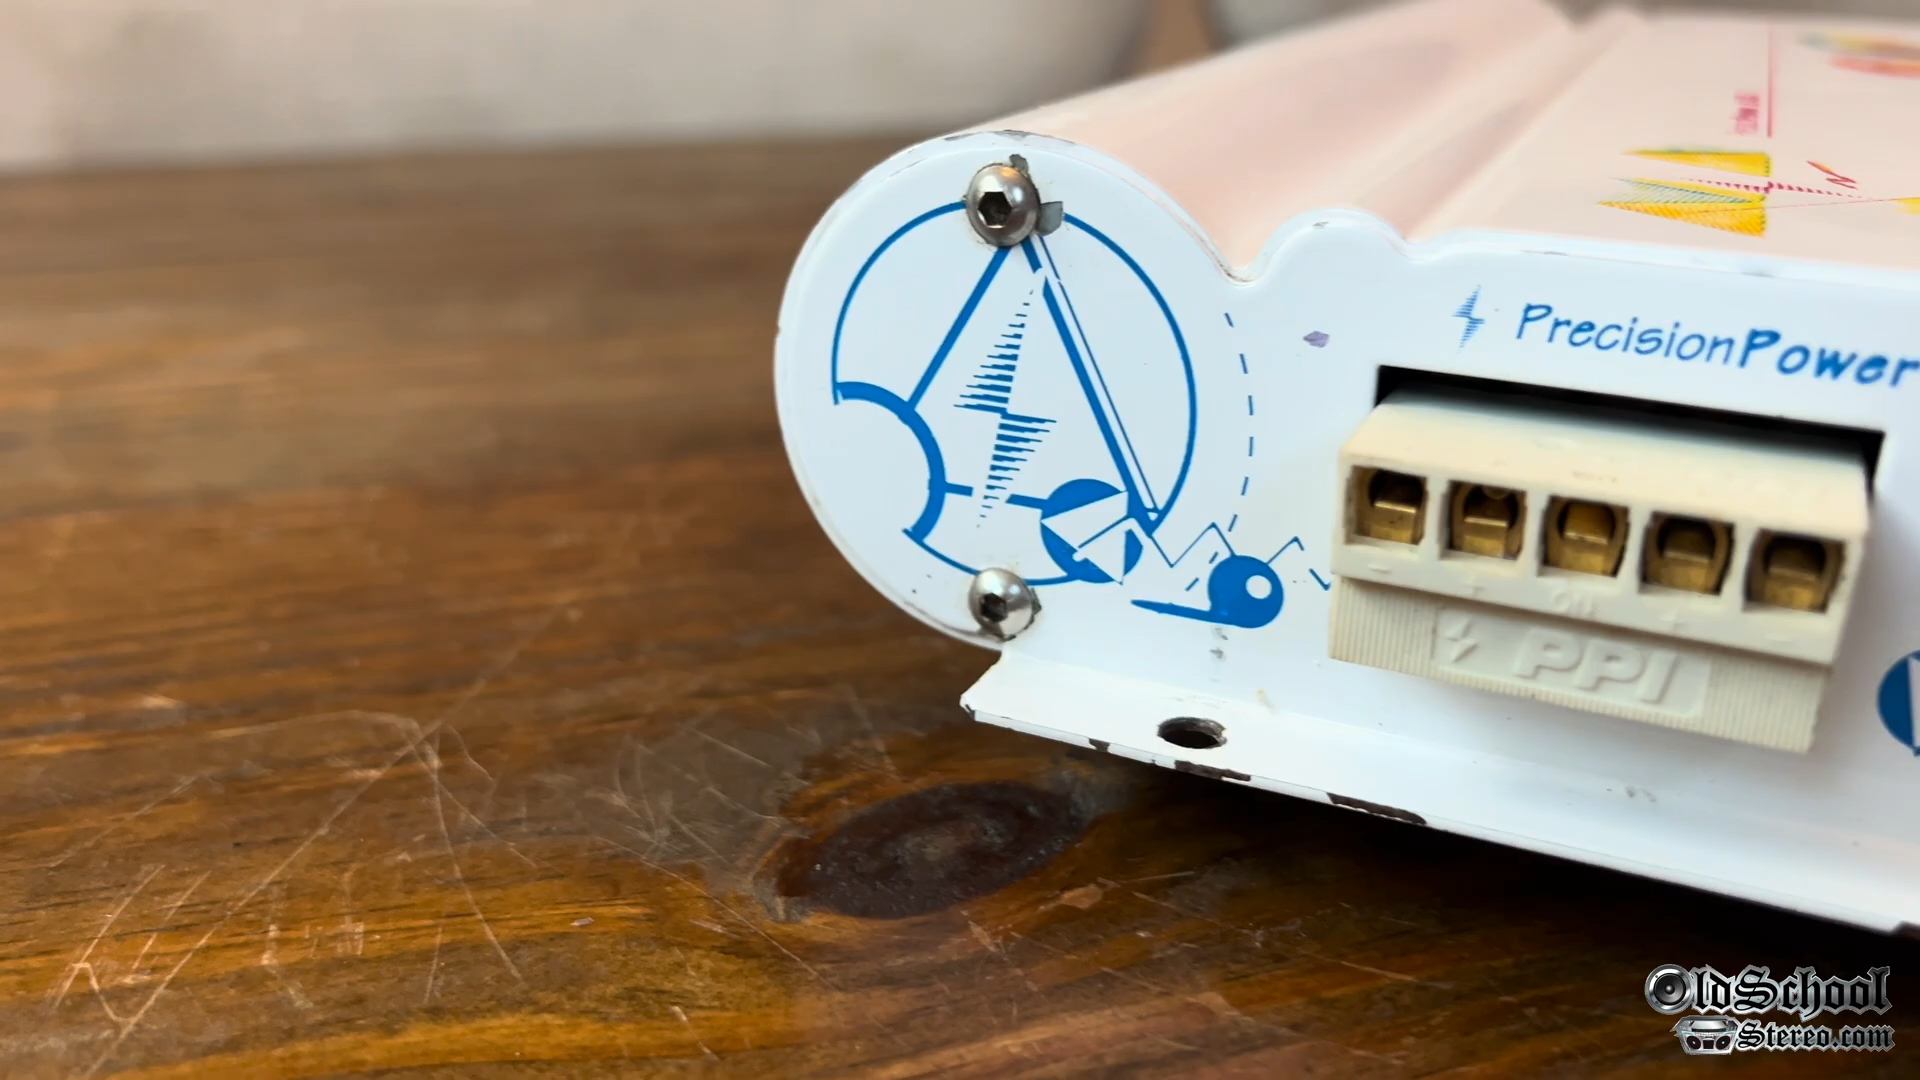 PrecisionPower
- + ON + -
PPI
OldSchool
Stereo.com